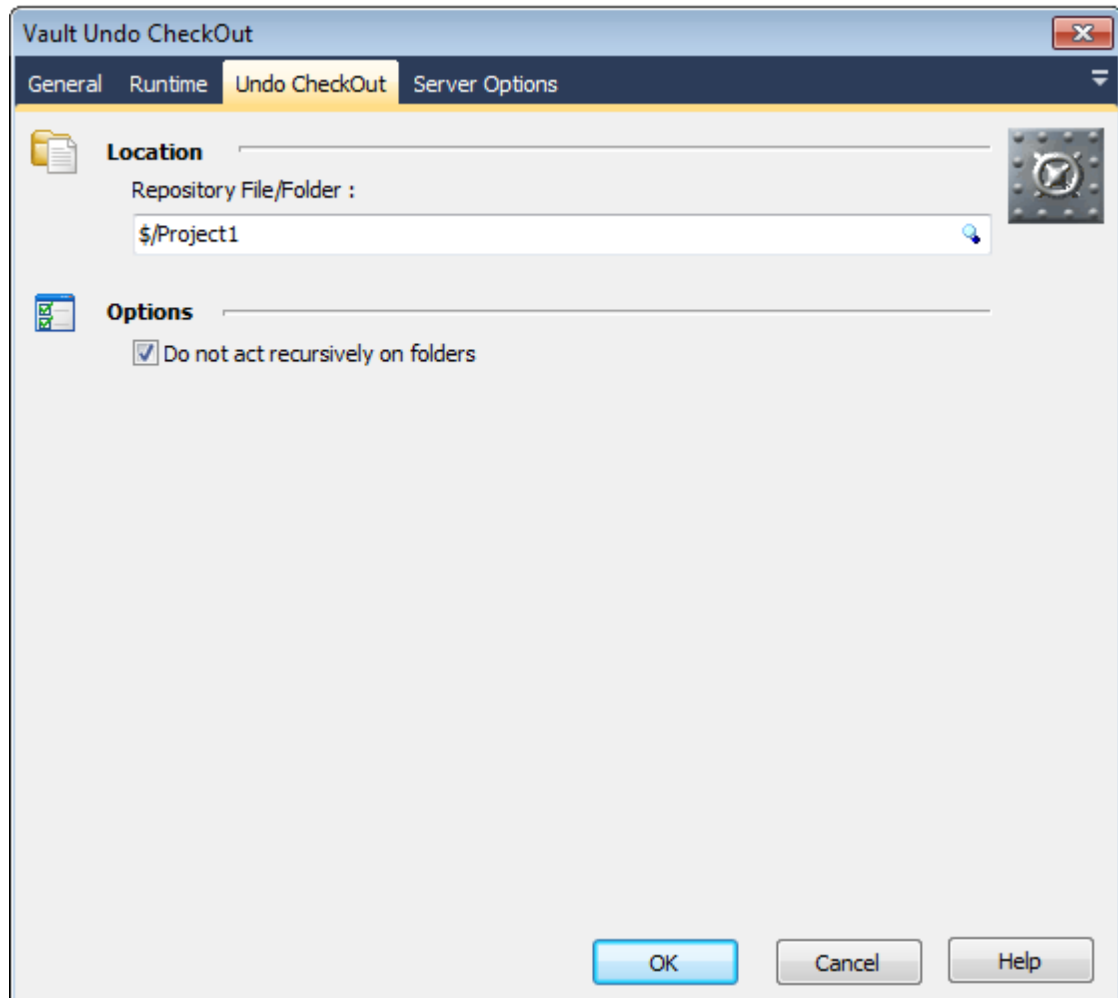 Vault Undo CheckOut
General Runtime Undo CheckOut Server Options
Location
Repository File/Folder :
$/Project1
Options
Do not act recursively on folders
OK Cancel Help